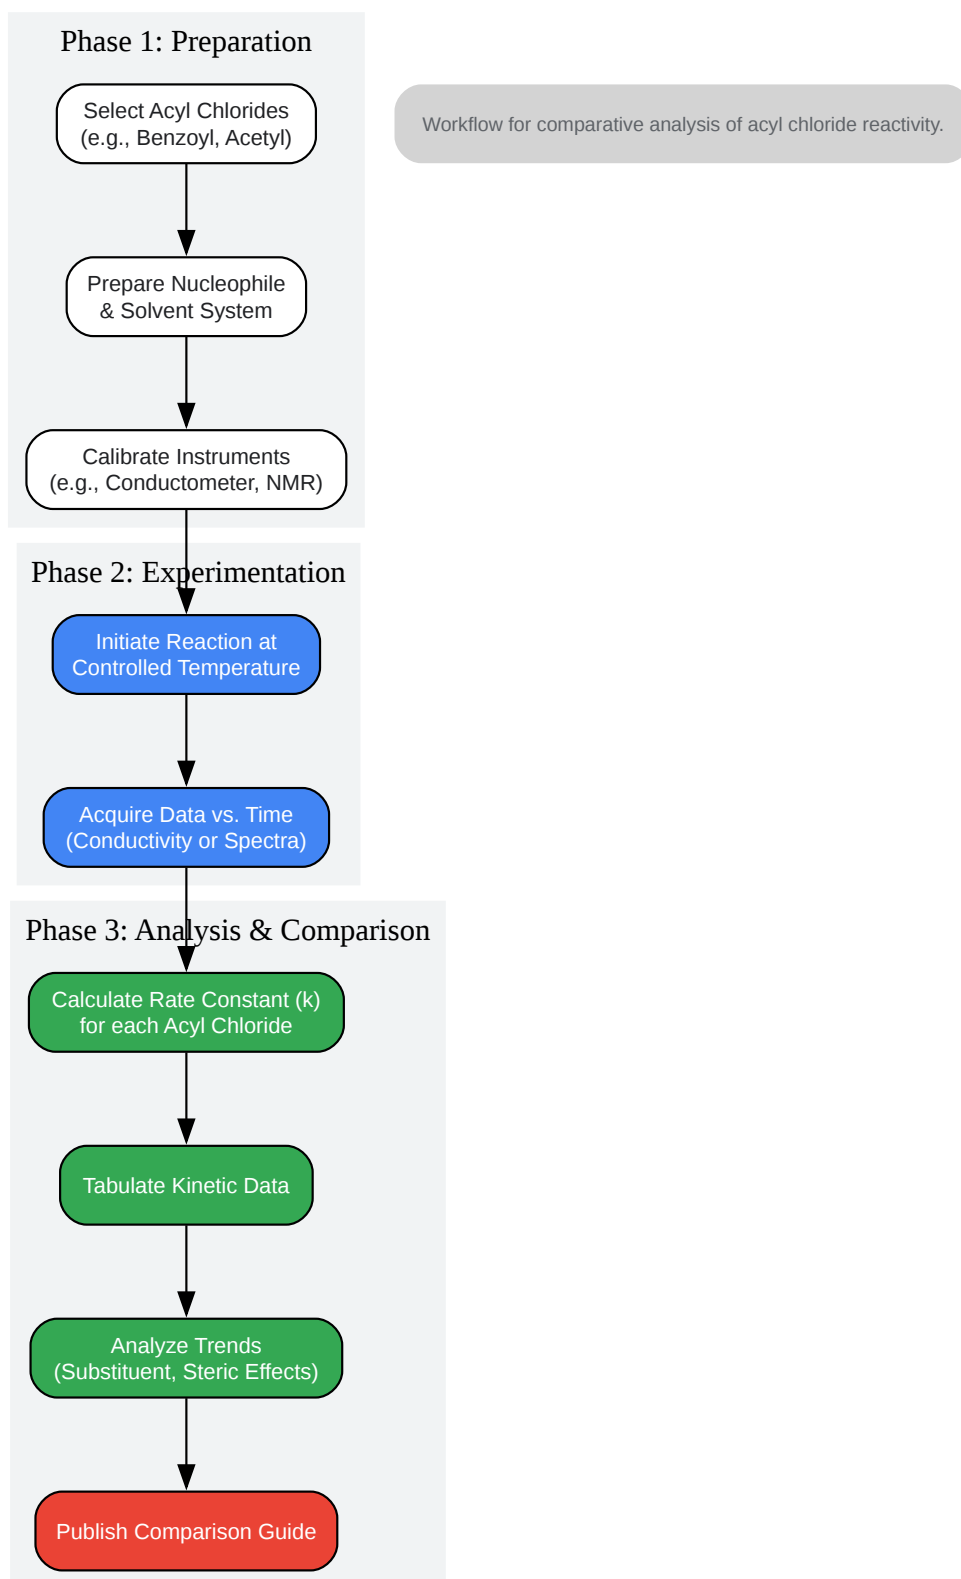 Phase 1: Preparation
Select Acyl Chlorides
(e.g., Benzoyl, Acetyl)
Workflow for comparative analysis of acyl chloride reactivity.
Prepare Nucleophile
& Solvent System
Calibrate Instruments
(e.g., Conductometer, NMR)
Phase 2: Experimentation
Initiate Reaction at
Controlled Temperature
Acquire Data vs. Time
(Conductivity or Spectra)
Phase 3: Analysis & Comparison
Calculate Rate Constant (k)
for each Acyl Chloride
Tabulate Kinetic Data
Analyze Trends
(Substituent, Steric Effects)
Publish Comparison Guide